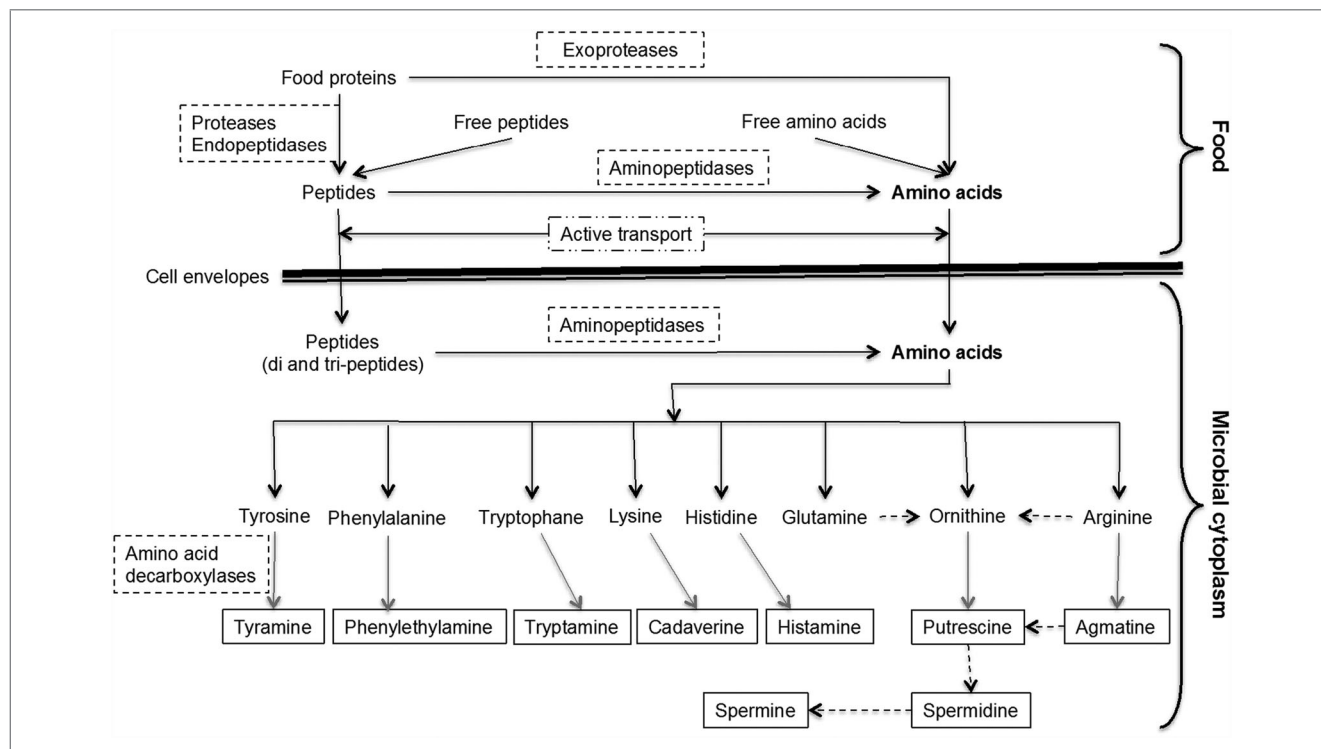 Exoproteases
Food proteins
Proteases
Endopeptidases
Free peptides
Free amino acids
Aminopeptidases
Peptides
Amino acids
Active transport
Food
Cell envelopes
Aminopeptidases
Peptides
(di and tri-peptides)
Amino acids
Microbial cytoplasm
Tyrosine
Phenylalanine
Tryptophane
Lysine
Histidine
Glutamine
Ornithine
Arginine
Amino acid
decarboxylases
Tyramine
Phenylethylamine
Tryptamine
Cadaverine
Histamine
Putrescine
Agmatine
Spermine
Spermidine